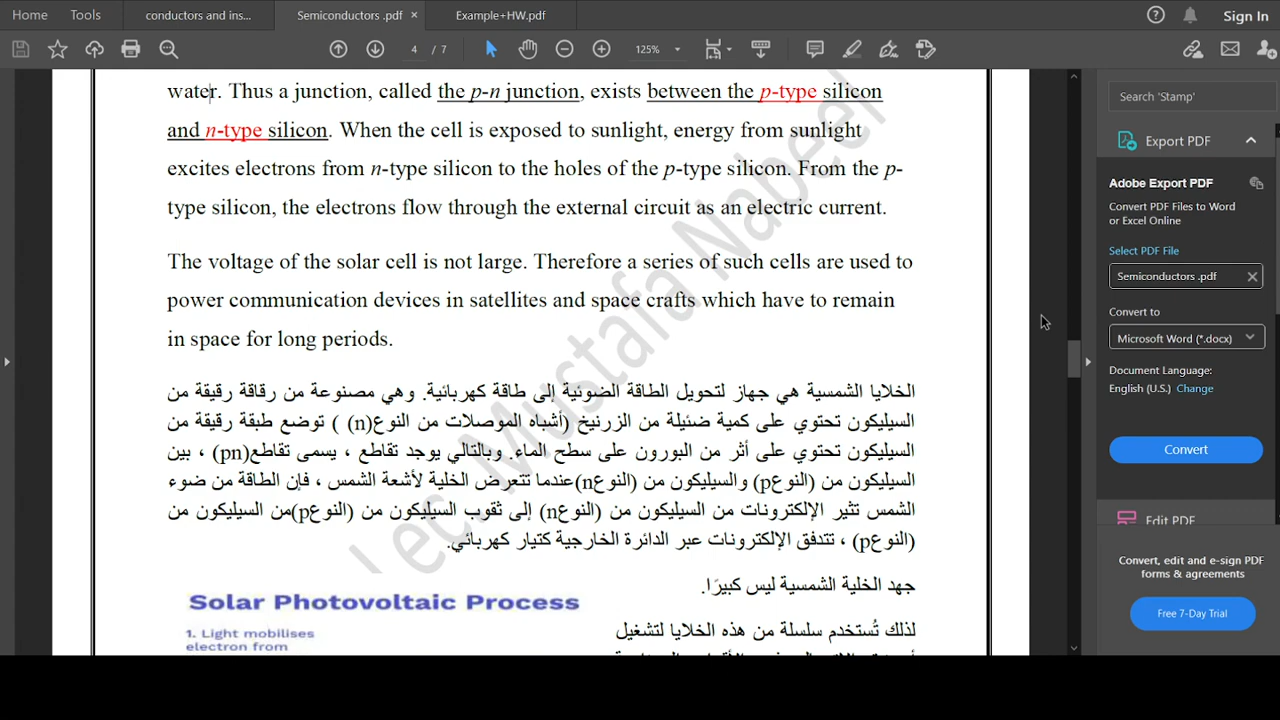 Home Tools conductors and ins... Semiconductors .pdf × Example+HW.pdf Sign In
4 / 7 125%
water. Thus a junction, called the p-n junction, exists between the p-type silicon
and n-type silicon. When the cell is exposed to sunlight, energy from sunlight
excites electrons from n-type silicon to the holes of the p-type silicon. From the p-
type silicon, the electrons flow through the external circuit as an electric current.
The voltage of the solar cell is not large. Therefore a series of such cells are used to
power communication devices in satellites and space crafts which have to remain
in space for long periods.
الخلايا الشمسية هي جهاز لتحويل الطاقة الضوئية إلى طاقة كهربائية. وهي مصنوعة من رقاقة رقيقة من
السيليكون تحتوي على كمية ضئيلة من الزرنيخ (أشباه الموصلات من النوع(n) ) توضع طبقة رقيقة من
السيليكون تحتوي على أثر من البورون على سطح الماء. وبالتالي يوجد تقاطع ، يسمى تقاطع(pn) ، بين
السيليكون من (النوعp) والسيليكون من (النوعn)عندما تتعرض الخلية لأشعة الشمس ، فإن الطاقة من ضوء
الشمس تثير الإلكترونات من السيليكون من (النوعn) إلى ثقوب السيليكون من (النوعp)من السيليكون من
(النوعp) ، تتدفق الإلكترونات عبر الدائرة الخارجية كتيار كهربائي.
جهد الخلية الشمسية ليس كبيرًا.
لذلك تُستخدم سلسلة من هذه الخلايا لتشغيل
Solar Photovoltaic Process
1. Light mobilises
electron from
Lec. Mustafa Nabeel
Search 'Stamp'
Export PDF
Adobe Export PDF
Convert PDF Files to Word
or Excel Online
Select PDF File
Semiconductors .pdf
Convert to
Microsoft Word (*.docx)
Document Language:
English (U.S.) Change
Convert
Edit PDF
Convert, edit and e-sign PDF
forms & agreements
Free 7-Day Trial